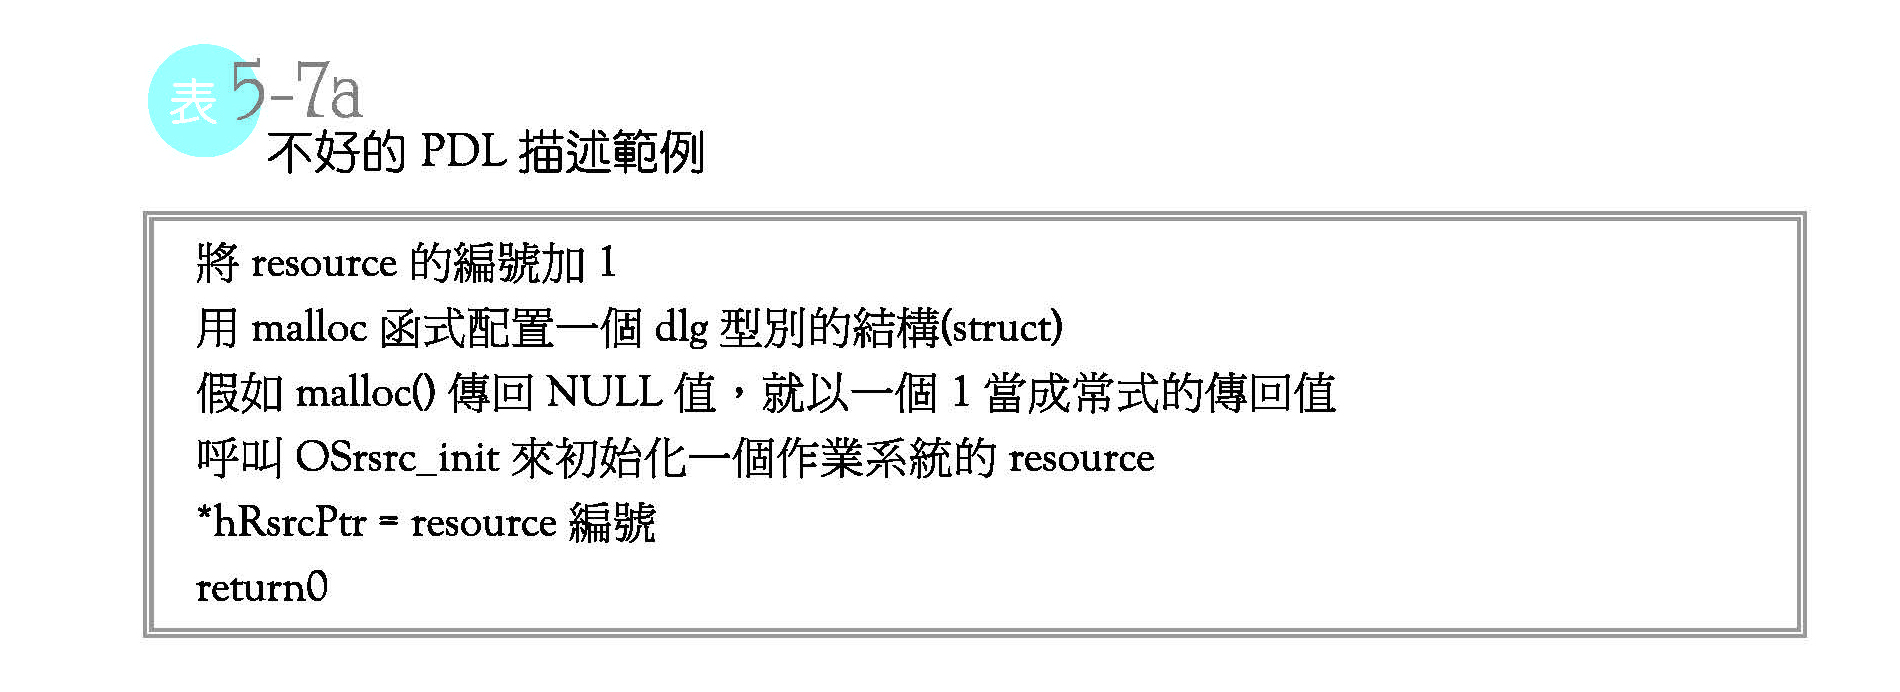 表 5-7a
不好的 PDL 描述範例
將 resource 的編號加 1
用 malloc 函式配置一個 dlg 型別的結構(struct)
假如 malloc() 傳回 NULL 值，就以一個 1 當成常式的傳回值
呼叫 OSrsrc_init 來初始化一個作業系統的 resource
*hRsrcPtr = resource 編號
return0